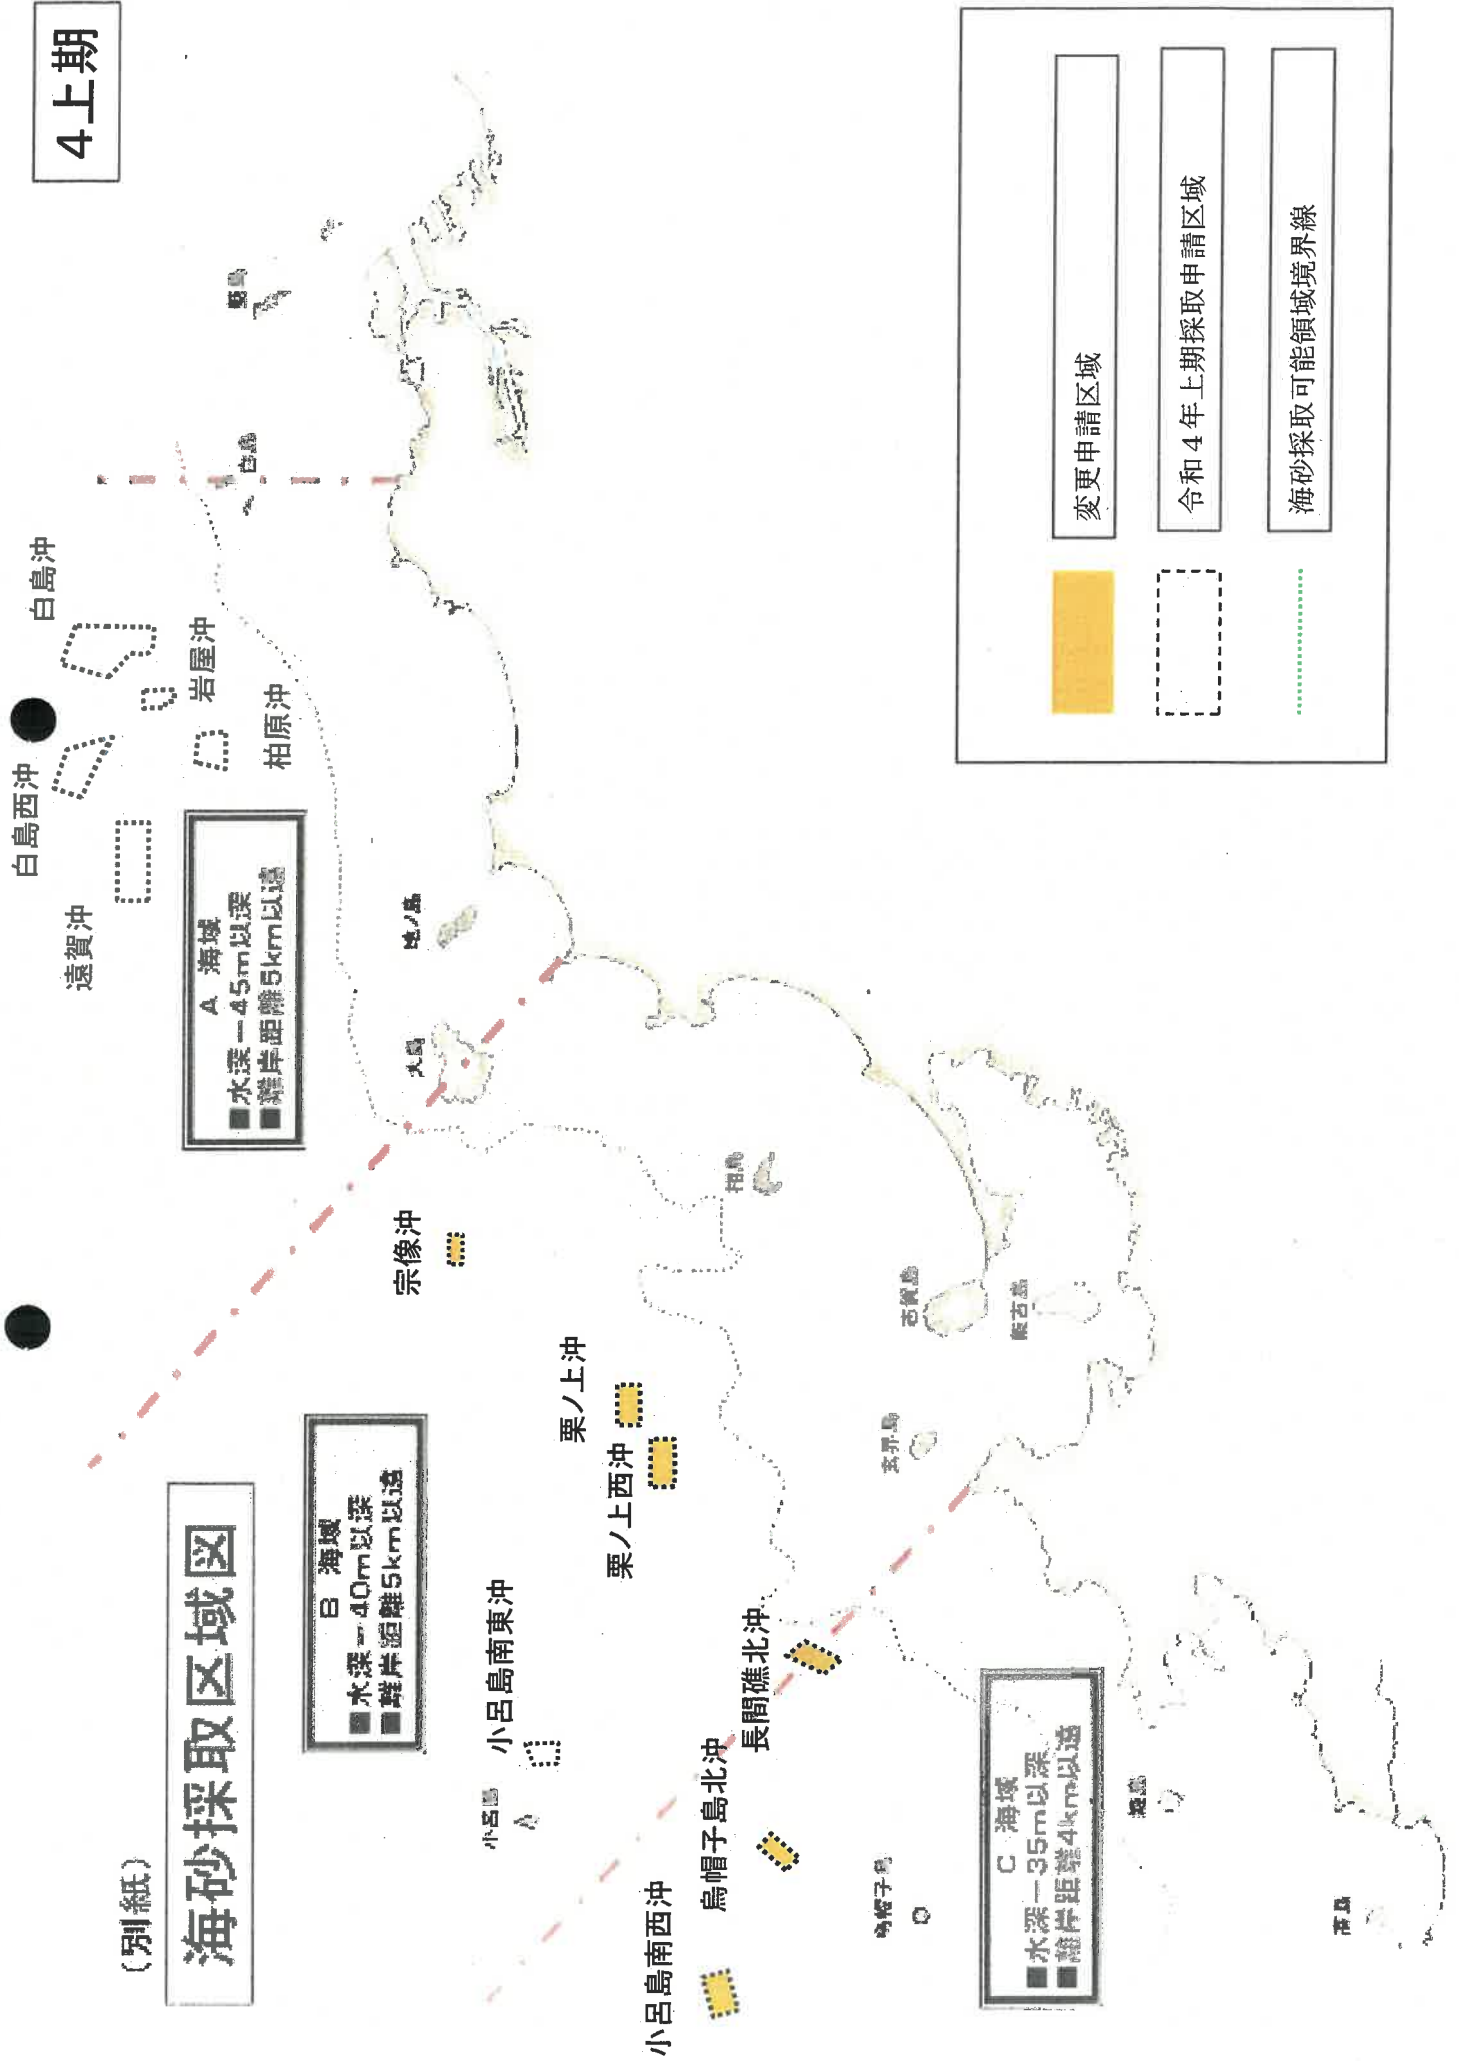 (別紙)
海砂採取区域図
4上期
白島沖
白島西沖
岩屋沖
柏原沖
遠賀沖
A 海域
■水深－45m以深
■離岸距離5km以遠
藍島
白島
地ノ島
大島
宗像沖
B 海域
■水深－40m以深
■離岸距離5km以遠
栗ノ上沖
栗ノ上西沖
小呂島南東沖
小呂島
相島
志賀島
能古島
玄界島
長間礁北沖
烏帽子島北沖
小呂島南西沖
烏帽子島
C 海域
■水深－35m以深
■離岸距離4km以遠
姫島
高島
変更申請区域
令和4年上期採取申請区域
海砂採取可能領域境界線